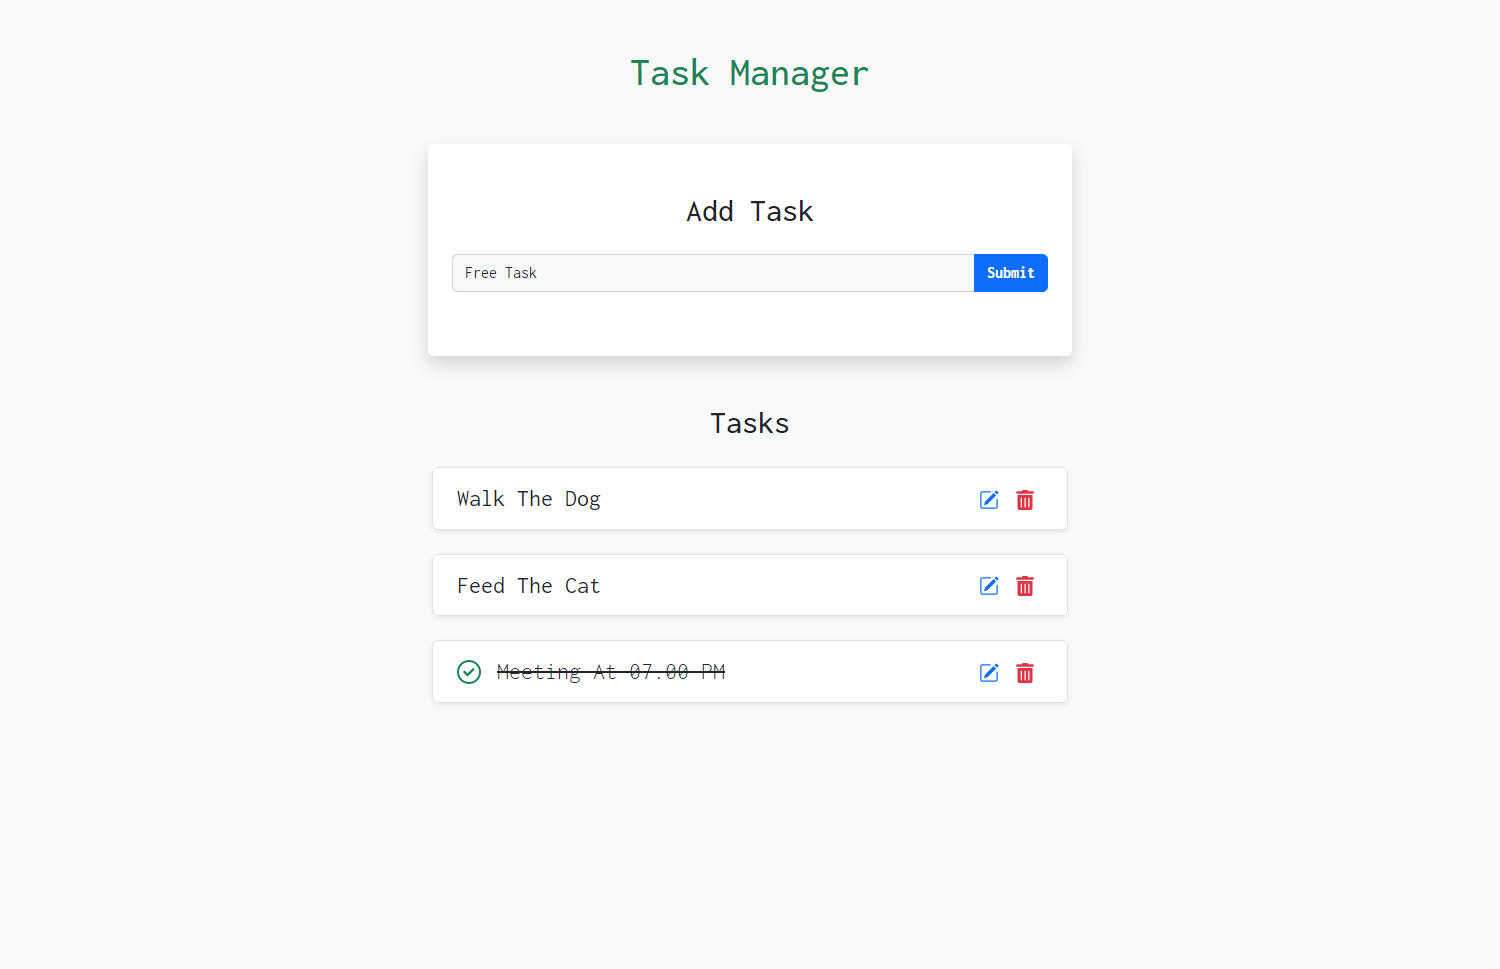 Task Manager
Add Task
Free Task
Submit
Tasks
Walk The Dog
Feed The Cat
Meeting At 07.00 PM